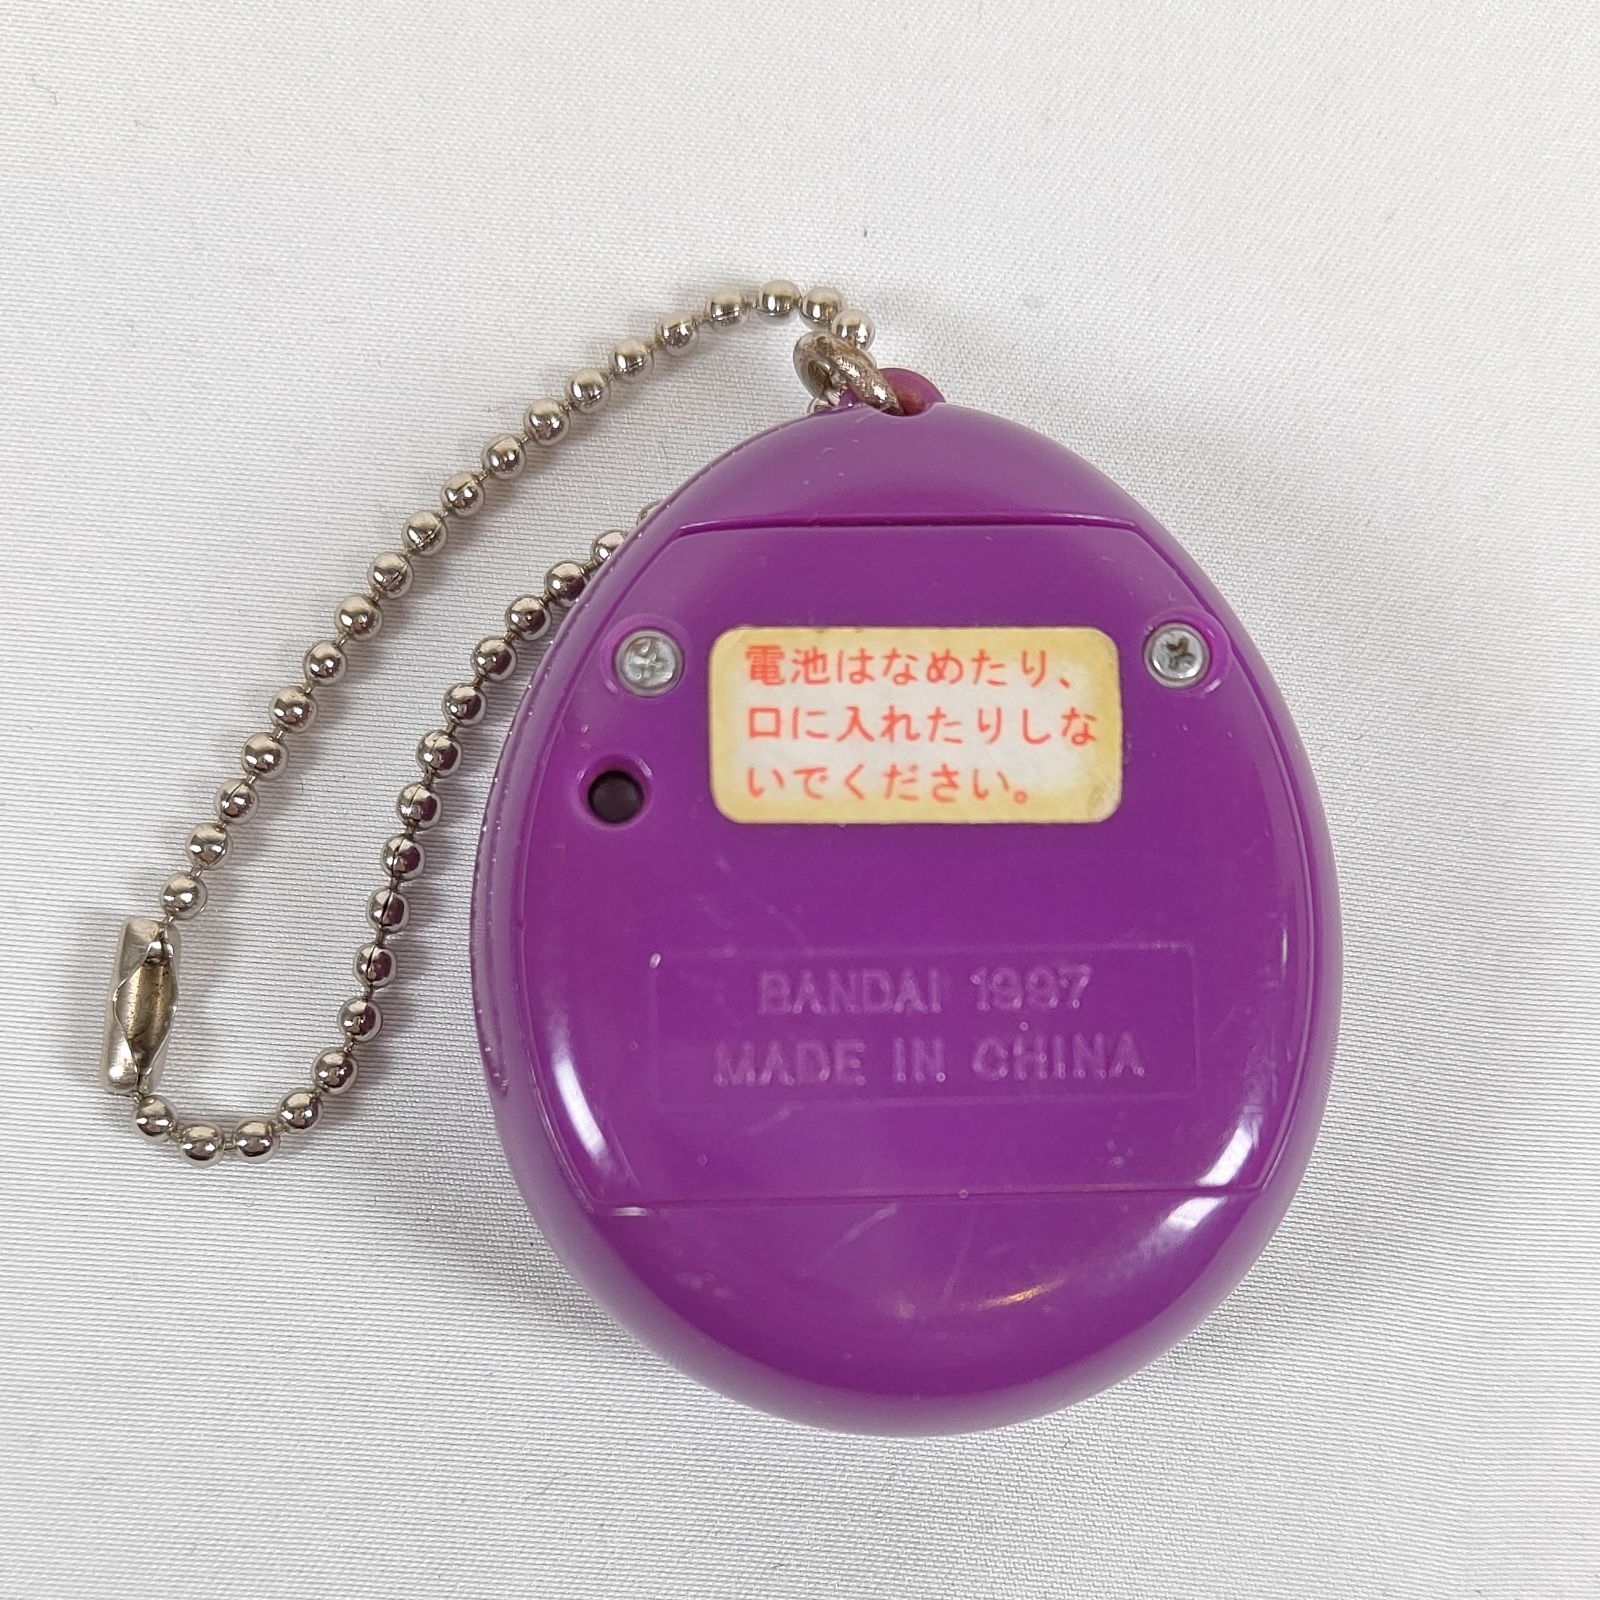 電池はなめたり、
口に入れたりしな
いでください。
BANDAI 1997
MADE IN CHINA